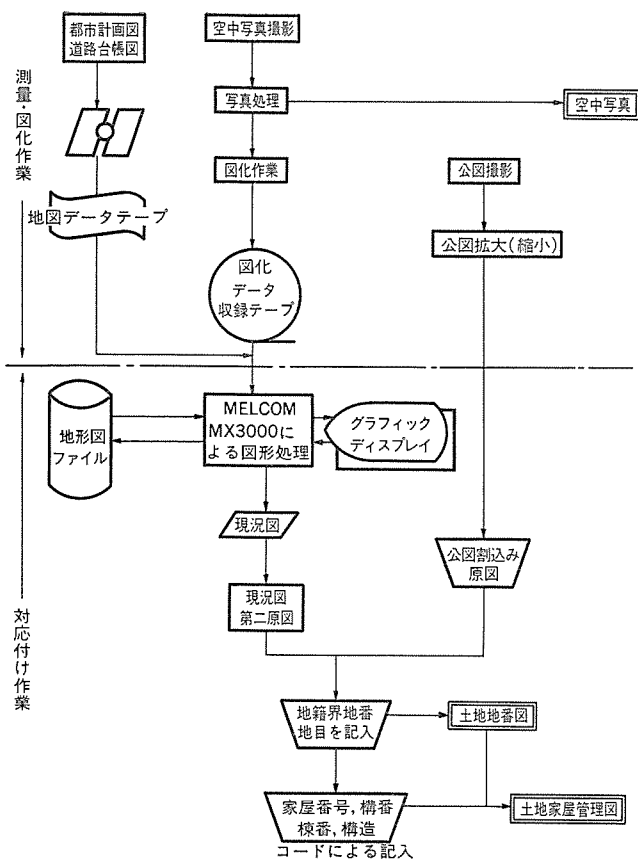 都市計画図
道路台帳図
空中写真撮影
写真処理
空中写真
測量・図化作業
図化作業
公図撮影
地図データテープ
公図拡大(縮小)
図化
データ
収録テープ
地形図
ファイル
MELCOM
MX3000に
よる図形処理
グラフィック
ディスプレイ
現況図
公図割込み
原図
現況図
第二原図
対応付け作業
地籍界地番
地目を記入
土地地番図
家屋番号,構番
棟番,構造
コードによる記入
土地家屋管理図